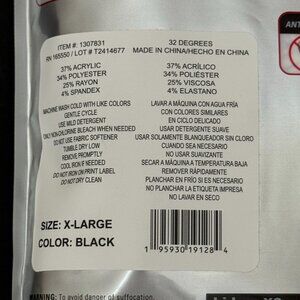 ITEM #: 1307831
32 DEGREES
RN 165550 / LOT # T2414677
MADE IN CHINA/HECHO EN CHINA
37% ACRYLIC
34% POLYESTER
25% RAYON
4% SPANDEX
37% ACRÍLICO
34% POLIÉSTER
25% VISCOSA
4% ELASTANO
MACHINE WASH COLD WITH LIKE COLORS
GENTLE CYCLE
USE MILD DETERGENT
ONLY NON-CHLORINE BLEACH WHEN NEEDED
DO NOT USE FABRIC SOFTENER
TUMBLE DRY LOW
REMOVE PROMPTLY
COOL IRON IF NEEDED
DO NOT IRON ON PRINT LABEL
DO NOT DRY CLEAN
LAVAR A MÁQUINA CON AGUA FRÍA
CON COLORES SIMILARES
EN CICLO DELICADO
USAR DETERGENTE SUAVE
USAR SOLAMENTE BLANQUEADOR SIN CLORO
CUANDO SEA NECESARIO
NO USAR SUAVIZANTE
SECAR A MÁQUINA A TEMPERATURA BAJA
REMOVER RÁPIDAMENTE
PLANCHAR EN FRÍO SI ES NECESARIO
NO PLANCHAR LA ETIQUETA IMPRESA
NO LAVAR EN SECO
SIZE: X-LARGE
COLOR: BLACK
1 95930 19128 4
WARNING: To avoid danger of suffocation,